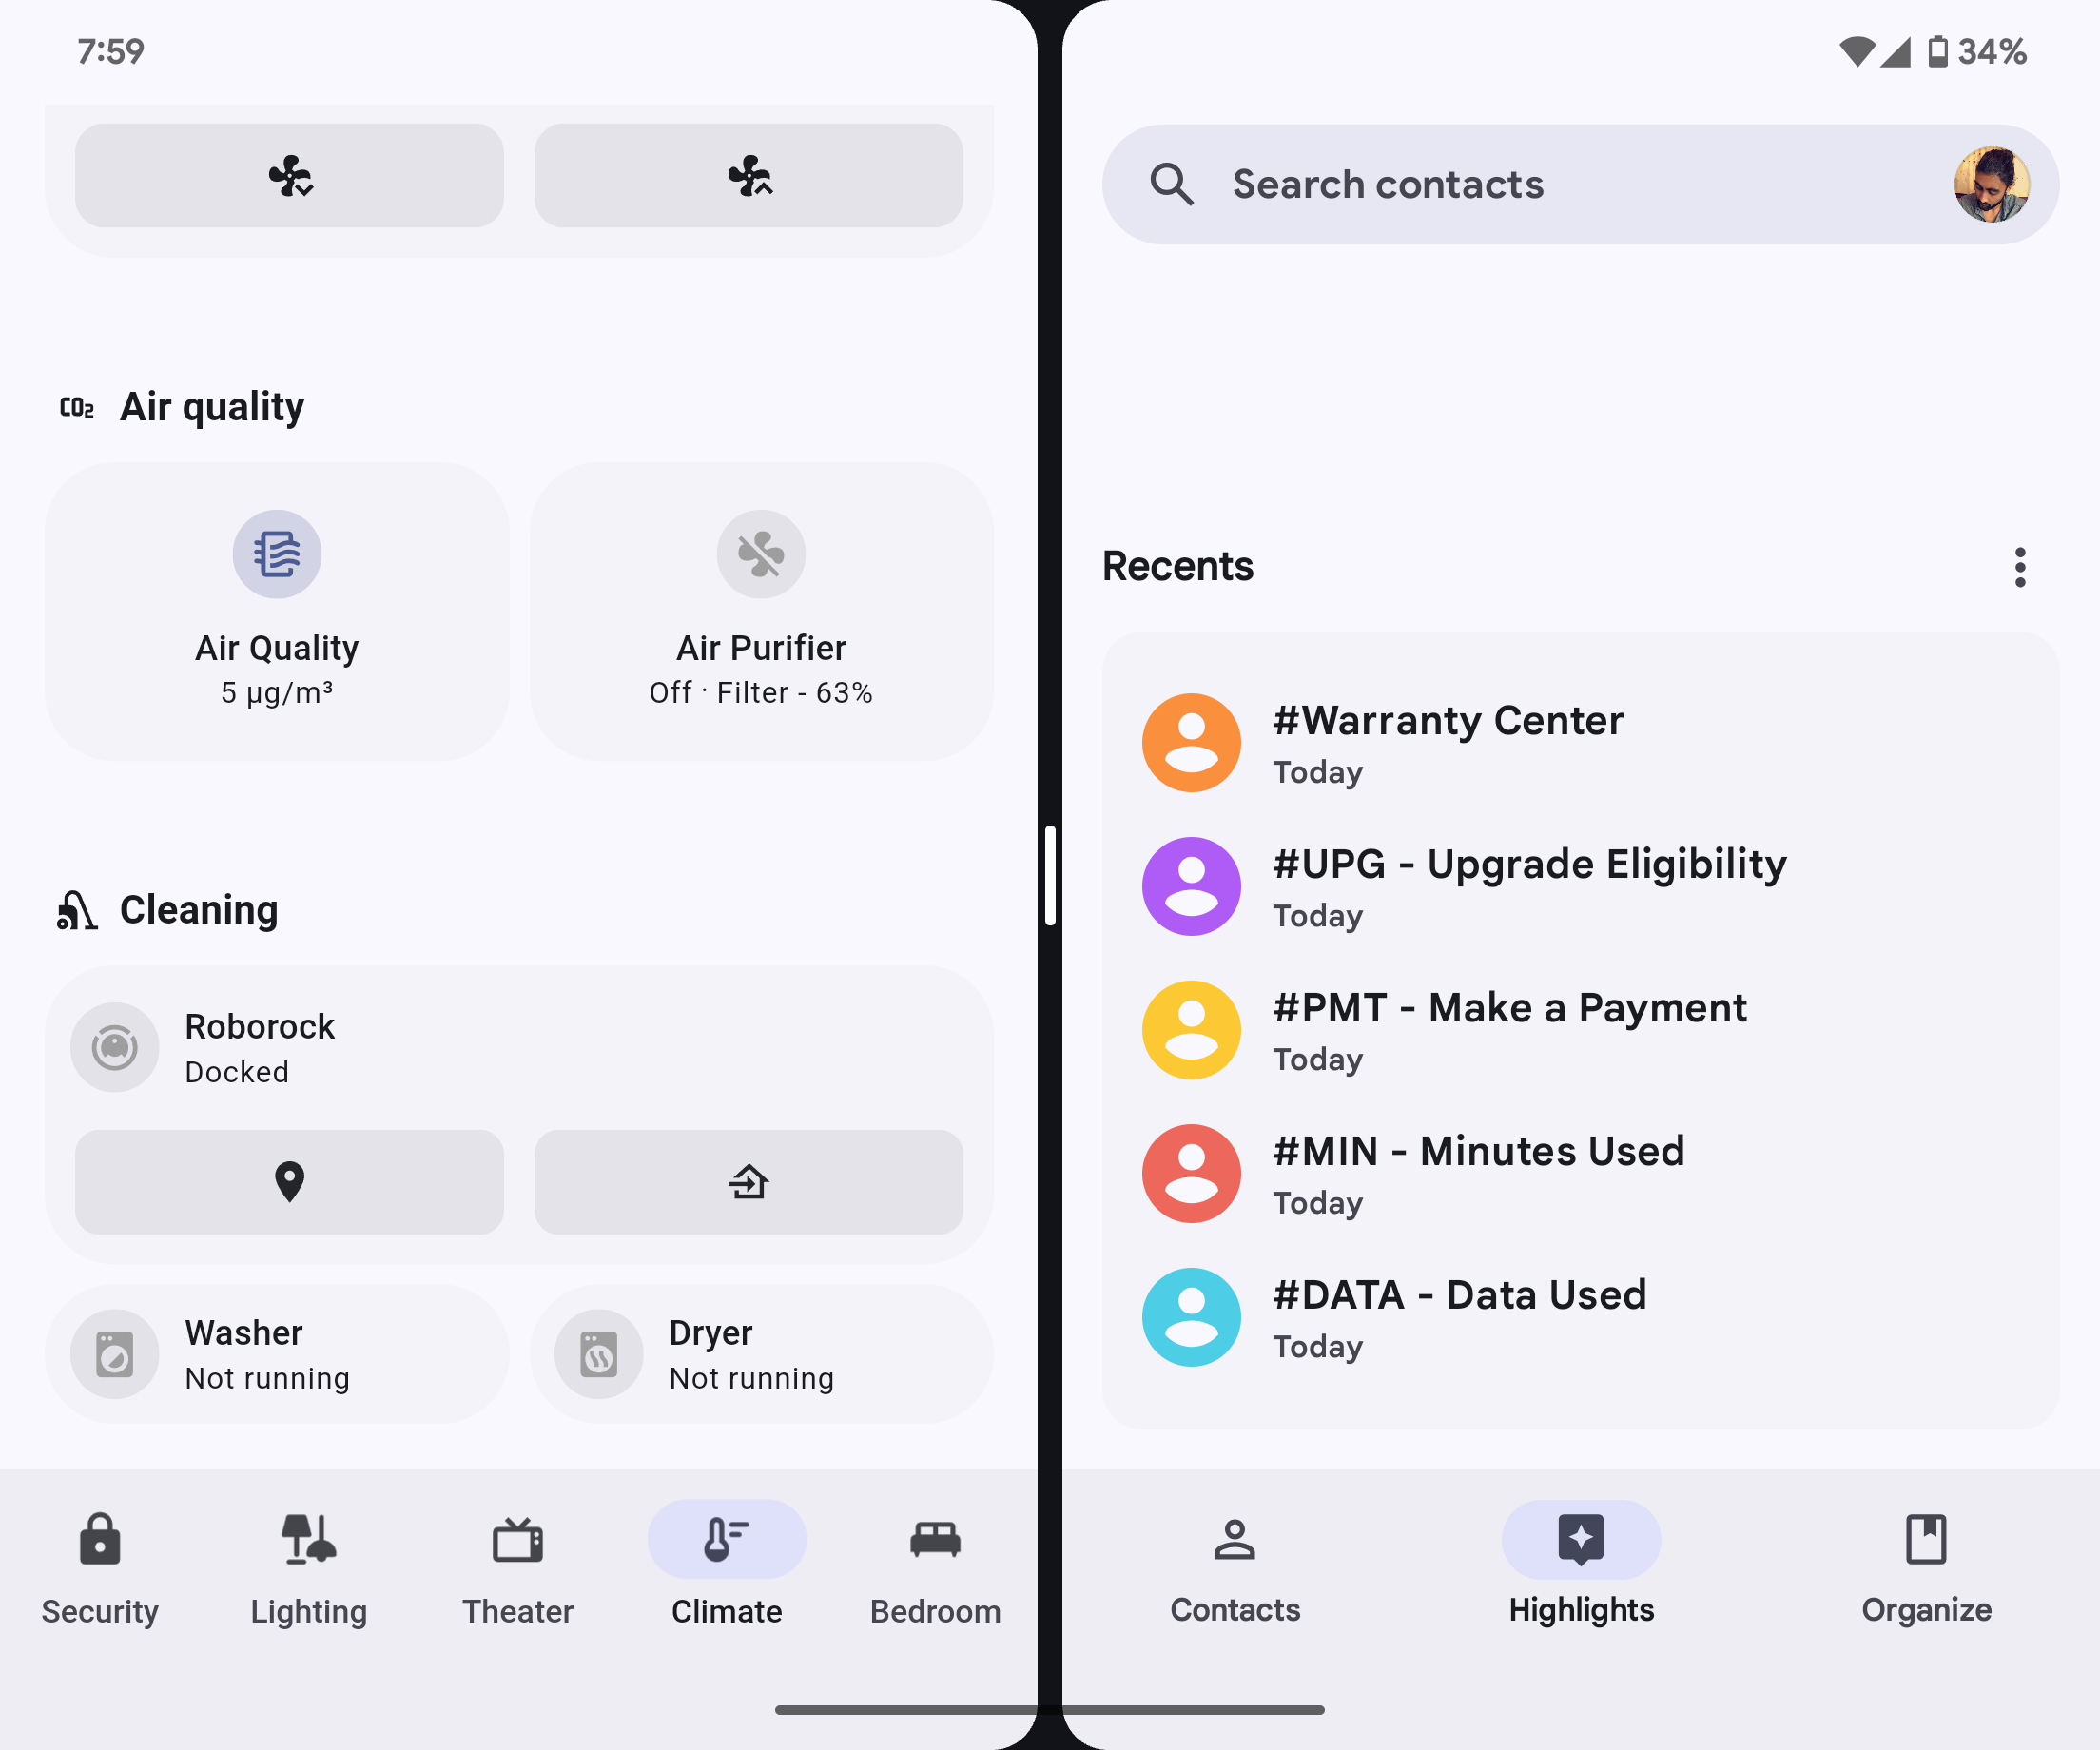 7:59
34%
CO₂ Air quality
Air Quality
5 µg/m³
Air Purifier
Off · Filter - 63%
Cleaning
Roborock
Docked
Washer
Not running
Dryer
Not running
Security
Lighting
Theater
Climate
Bedroom
Search contacts
Recents
#Warranty Center
Today
#UPG - Upgrade Eligibility
Today
#PMT - Make a Payment
Today
#MIN - Minutes Used
Today
#DATA - Data Used
Today
Contacts
Highlights
Organize